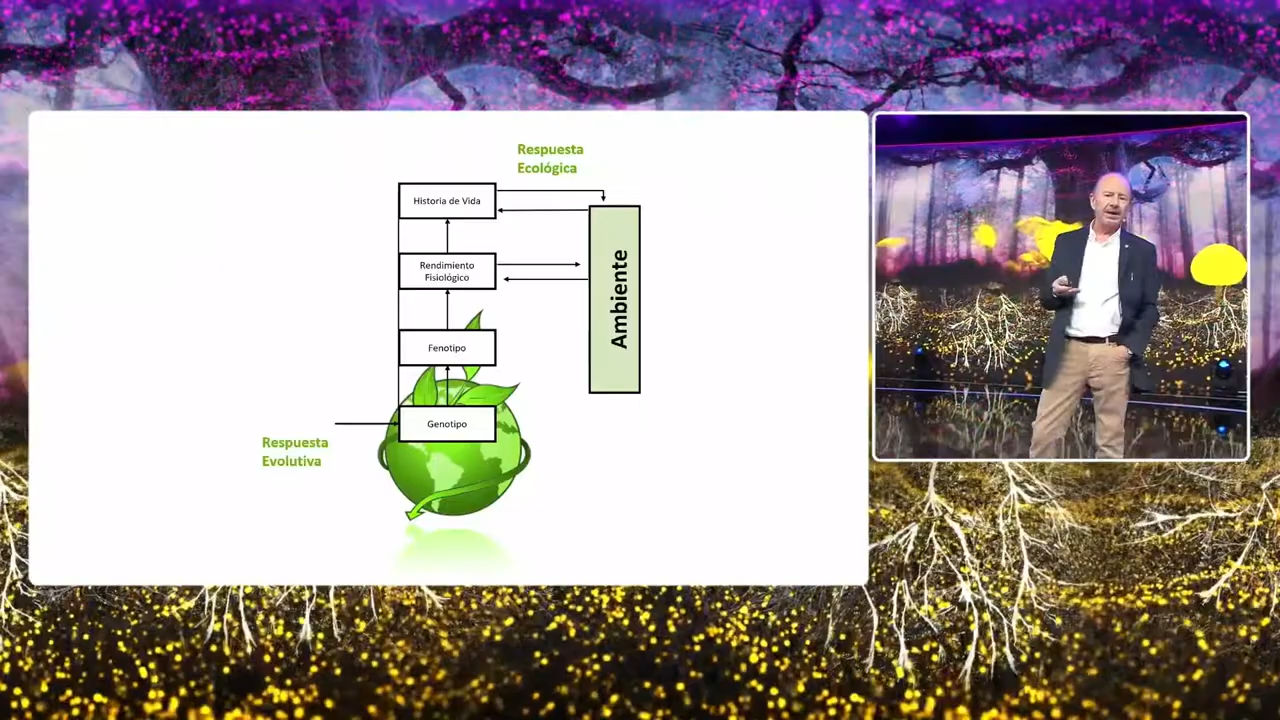 Respuesta
Ecológica
Historia de Vida
Rendimiento
Fisiológico
Ambiente
Fenotipo
Genotipo
Respuesta
Evolutiva